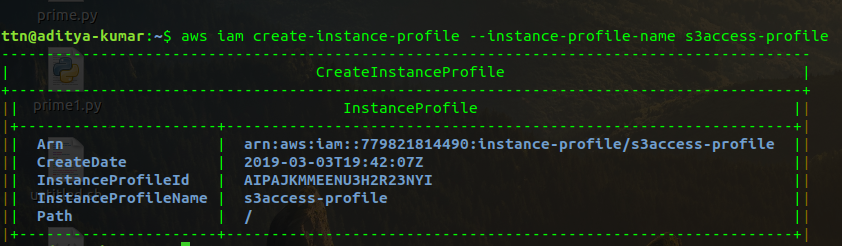 prime.py
ttn@aditya-kumar:~$ aws iam create-instance-profile --instance-profile-name s3access-profile
CreateInstanceProfile
prime1.py
InstanceProfile
Arn | arn:aws:iam::779821814490:instance-profile/s3access-profile
CreateDate | 2019-03-03T19:42:07Z
InstanceProfileId | AIPAJKMMEENU3H2R23NYI
InstanceProfileName | s3access-profile
Path | /